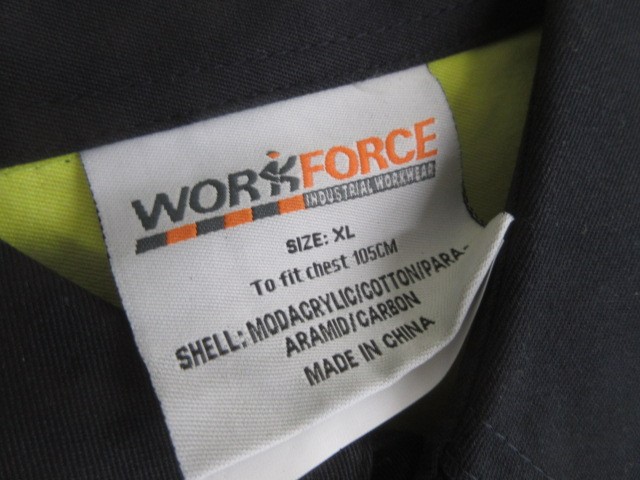 WORKFORCE
INDUSTRIAL WORKWEAR
SIZE: XL
To fit chest 105CM
SHELL: MODACRYLIC/COTTON/PARA-
ARAMID/CARBON
MADE IN CHINA